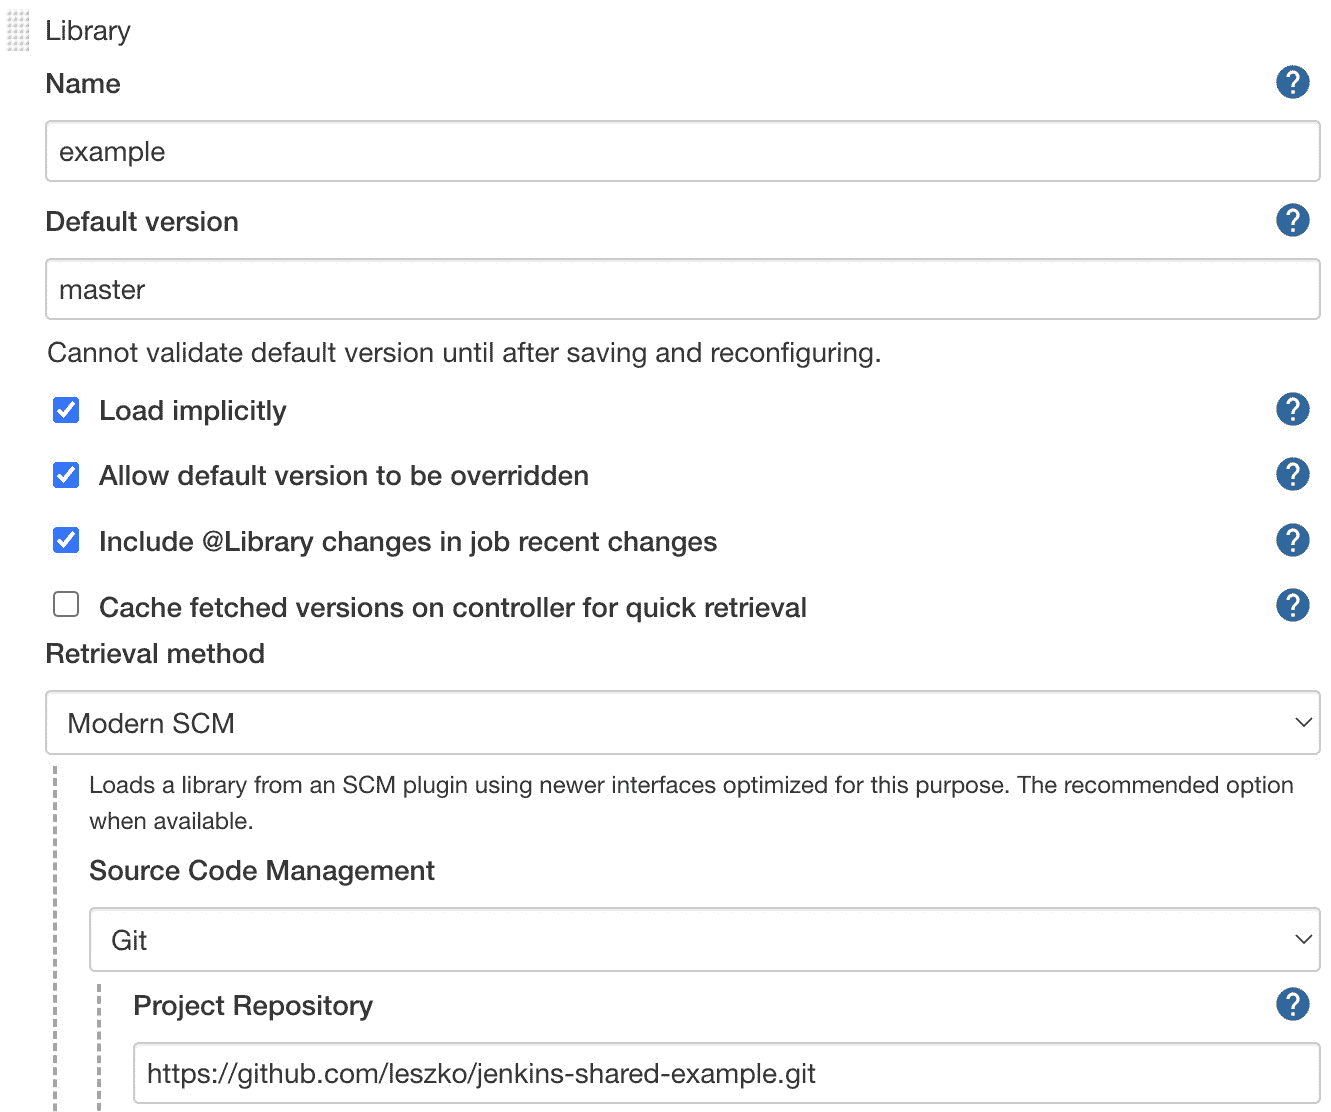 Library
Name
?
example
Default version
?
master
Cannot validate default version until after saving and reconfiguring.
Load implicitly
?
Allow default version to be overridden
?
Include @Library changes in job recent changes
?
Cache fetched versions on controller for quick retrieval
?
Retrieval method
Modern SCM
Loads a library from an SCM plugin using newer interfaces optimized for this purpose. The recommended option
when available.
Source Code Management
Git
Project Repository
?
https://github.com/leszko/jenkins-shared-example.git